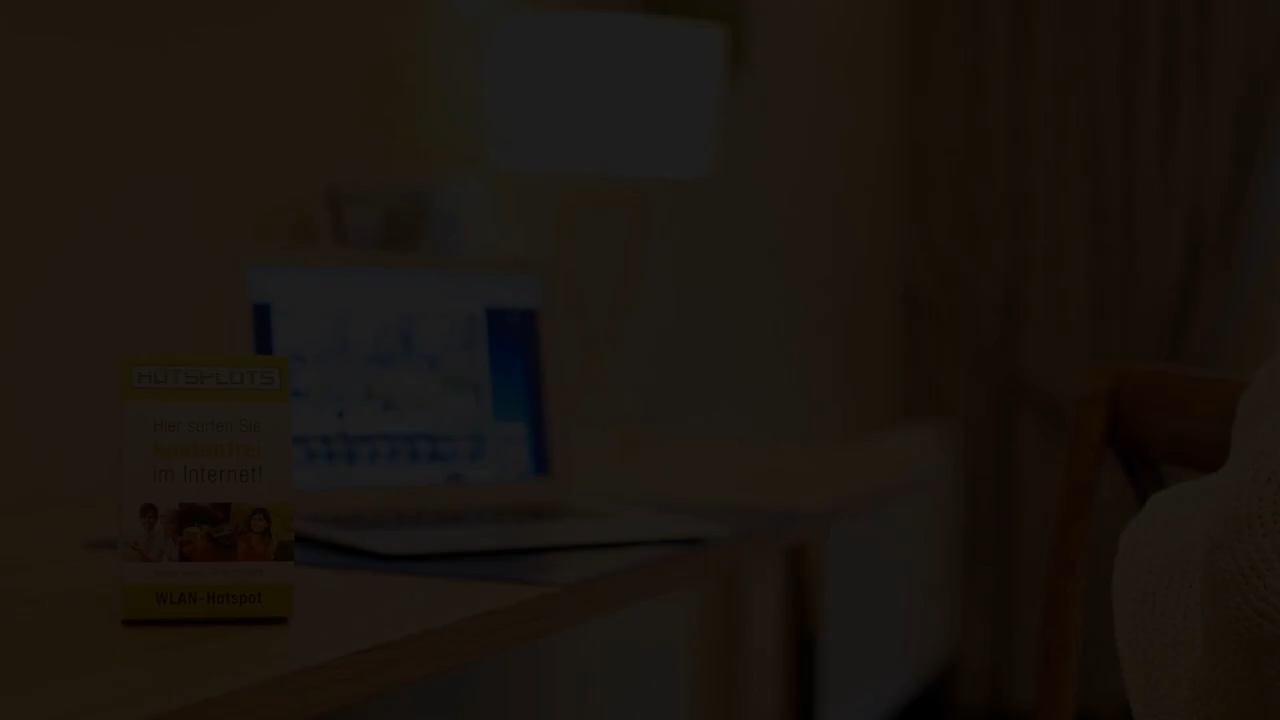 HOTSPLOTS
Hier surfen Sie
kostenfrei
im Internet!
WLAN-Hotspot